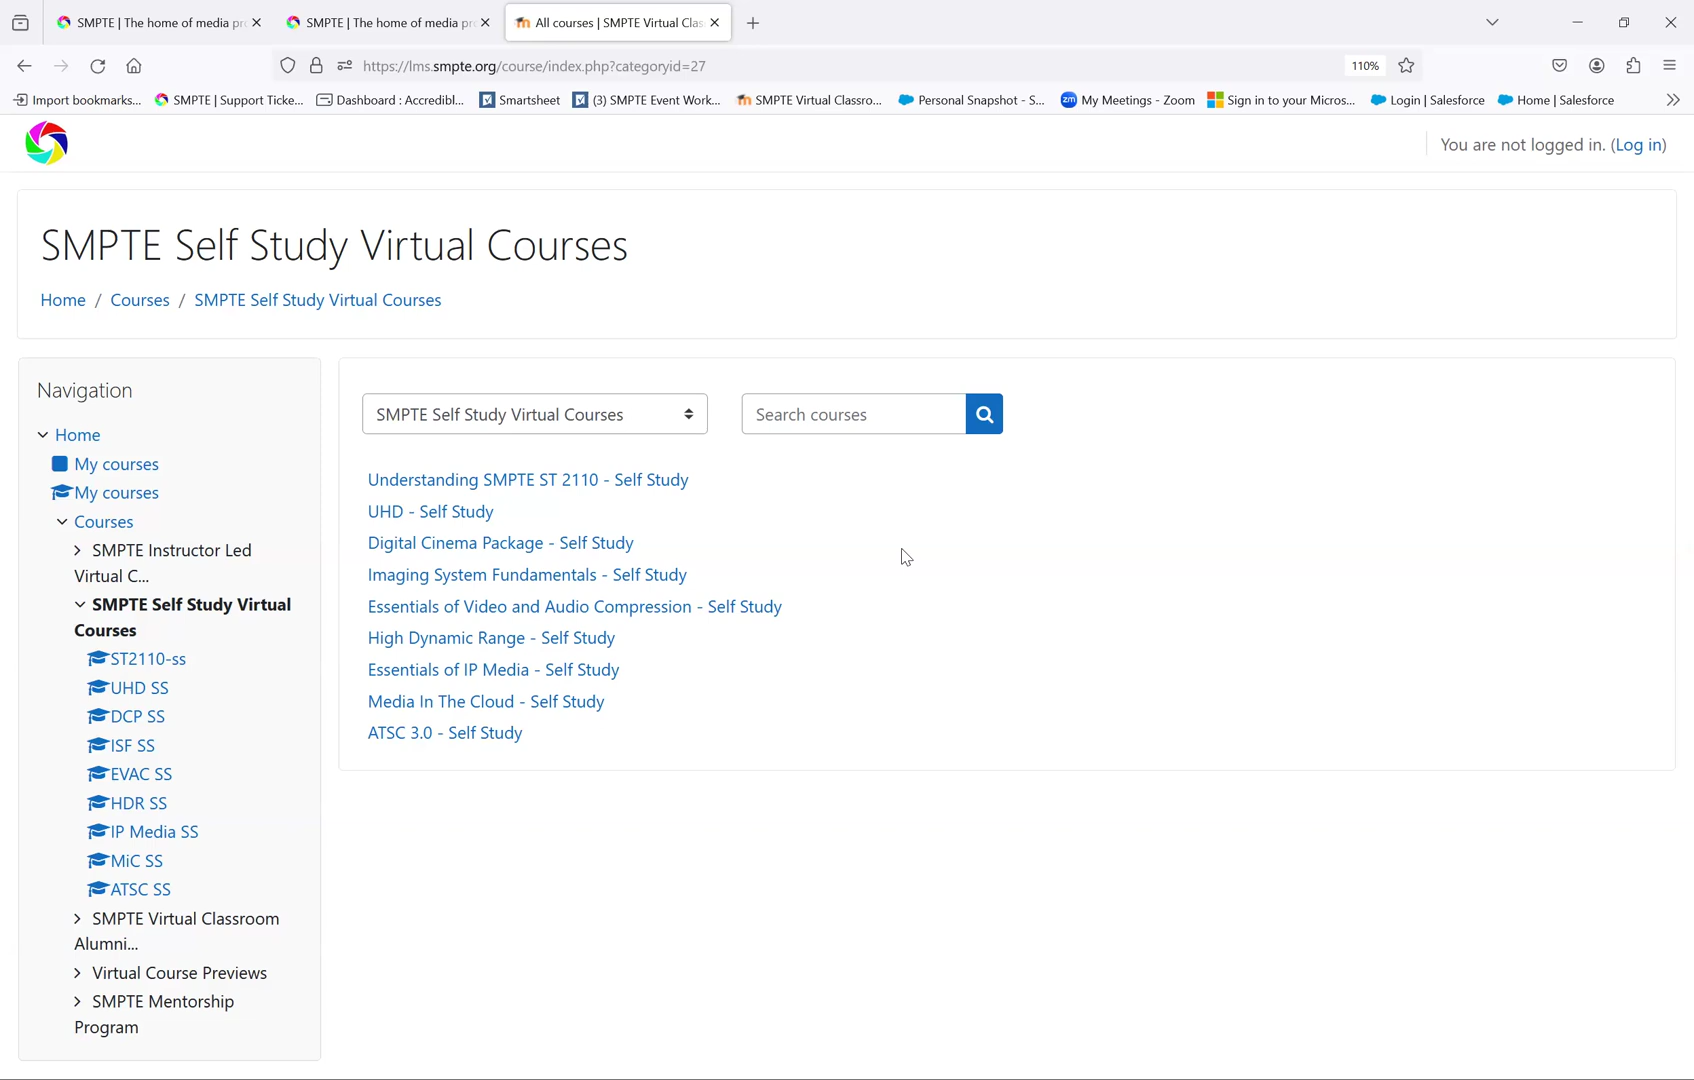 SMPTE | The home of media pr
SMPTE | The home of media pr
All courses | SMPTE Virtual Clas
https://lms.smpte.org/course/index.php?categoryid=27
110%
Import bookmarks...
SMPTE | Support Ticke...
Dashboard : Accredibl...
Smartsheet
(3) SMPTE Event Work...
SMPTE Virtual Classro...
Personal Snapshot - S...
zm
My Meetings - Zoom
Sign in to your Micros...
Login | Salesforce
Home | Salesforce
You are not logged in. (Log in)
SMPTE Self Study Virtual Courses
Home / Courses / SMPTE Self Study Virtual Courses
Navigation
Home
My courses
My courses
Courses
SMPTE Instructor Led
Virtual C...
SMPTE Self Study Virtual
Courses
ST2110-ss
UHD SS
DCP SS
ISF SS
EVAC SS
HDR SS
IP Media SS
MiC SS
ATSC SS
SMPTE Virtual Classroom
Alumni...
Virtual Course Previews
SMPTE Mentorship
Program
SMPTE Self Study Virtual Courses
Search courses
Understanding SMPTE ST 2110 - Self Study
UHD - Self Study
Digital Cinema Package - Self Study
Imaging System Fundamentals - Self Study
Essentials of Video and Audio Compression - Self Study
High Dynamic Range - Self Study
Essentials of IP Media - Self Study
Media In The Cloud - Self Study
ATSC 3.0 - Self Study